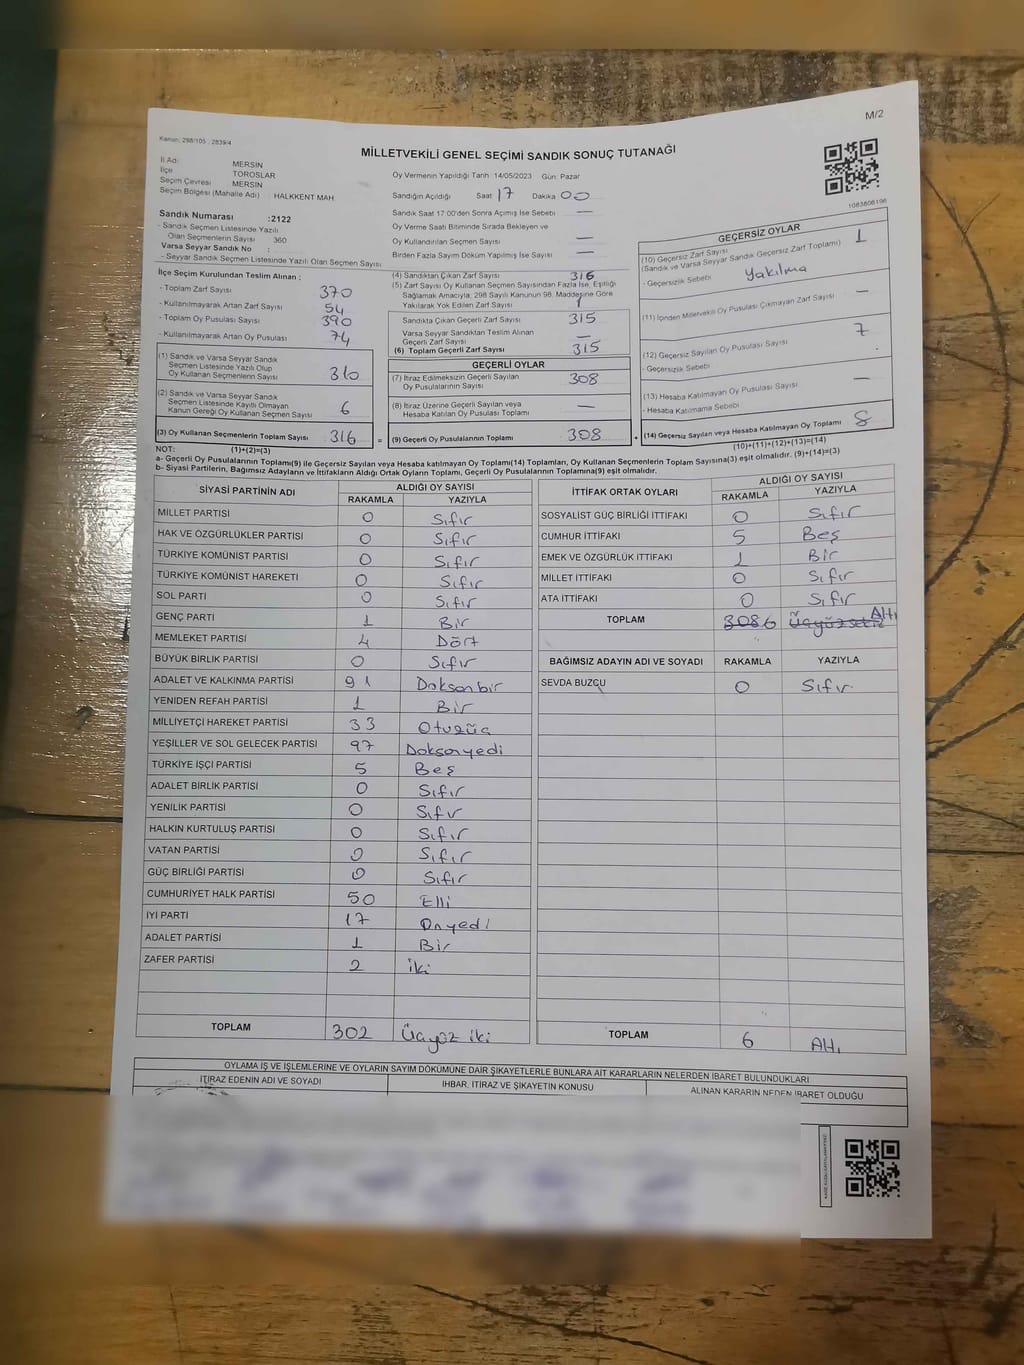 M/2
Kanun: 298/105 ; 2839/4
MİLLETVEKİLİ GENEL SEÇİMİ SANDIK SONUÇ TUTANAĞI
1083806196
İl Adı MERSİN
İlçe TOROSLAR
Seçim Çevresi MERSİN
Seçim Bölgesi (Mahalle Adı) HALKKENT MAH
Sandık Numarası :2122
- Sandık Seçmen Listesinde Yazılı
Olan Seçmenlerin Sayısı 360
Varsa Seyyar Sandık No :
- Seyyar Sandık Seçmen Listesinde Yazılı Olan Seçmen Sayısı
Oy Vermenin Yapıldığı Tarih 14/05/2023 Gün: Pazar
Sandığın Açıldığı Saat 17 Dakika 00
Sandık Saat 17.00'den Sonra Açılmış İse Sebebi —
Oy Verme Saati Bitiminde Sırada Bekleyen ve
Oy Kullandırılan Seçmen Sayısı —
Birden Fazla Sayım Döküm Yapılmış İse Sayısı —
İlçe Seçim Kurulundan Teslim Alınan :
- Toplam Zarf Sayısı 370
- Kullanılmayarak Artan Zarf Sayısı 54
- Toplam Oy Pusulası Sayısı 390
- Kullanılmayarak Artan Oy Pusulası 74
(1) Sandık ve Varsa Seyyar Sandık
Seçmen Listesinde Yazılı Olup
Oy Kullanan Seçmenlerin Sayısı 310
(2) Sandık ve Varsa Seyyar Sandık
Seçmen Listesinde Kayıtlı Olmayan
Kanun Gereği Oy Kullanan Seçmen Sayısı 6
(3) Oy Kullanan Seçmenlerin Toplam Sayısı 316 =
(1)+(2)=(3)
(4) Sandıktan Çıkan Zarf Sayısı 316
(5) Zarf Sayısı Oy Kullanan Seçmen Sayısından Fazla İse, Eşitliği
Sağlamak Amacıyla, 298 Sayılı Kanunun 98. Maddesine Göre
Yakılarak Yok Edilen Zarf Sayısı 1
Sandıkta Çıkan Geçerli Zarf Sayısı 315
Varsa Seyyar Sandıktan Teslim Alınan
Geçerli Zarf Sayısı —
(6) Toplam Geçerli Zarf Sayısı 315
GEÇERLİ OYLAR
(7) İtiraz Edilmeksizin Geçerli Sayılan
Oy Pusulalarının Sayısı 308
(8) İtiraz Üzerine Geçerli Sayılan veya
Hesaba Katılan Oy Pusulası Toplamı —
(9) Geçerli Oy Pusulalarının Toplamı 308 +
GEÇERSİZ OYLAR
(10) Geçersiz Zarf Sayısı
(Sandık ve Varsa Seyyar Sandık Geçersiz Zarf Toplamı) 1
- Geçersizlik Sebebi Yakılma
(11) İçinden Milletvekili Oy Pusulası Çıkmayan Zarf Sayısı —
(12) Geçersiz Sayılan Oy Pusulası Sayısı 7
- Geçersizlik Sebebi
(13) Hesaba Katılmayan Oy Pusulası Sayısı —
- Hesaba Katılmama Sebebi
(14) Geçersiz Sayılan veya Hesaba Katılmayan Oy Toplamı 8
(10)+(11)+(12)+(13)=(14)
NOT:
a- Geçerli Oy Pusulalarının Toplamı(9) ile Geçersiz Sayılan veya Hesaba katılmayan Oy Toplamı(14) Toplamları, Oy Kullanan Seçmenlerin Toplam Sayısına(3) eşit olmalıdır. (9)+(14)=(3)
b- Siyasi Partilerin, Bağımsız Adayların ve İttifakların Aldığı Ortak Oyların Toplamı, Geçerli Oy Pusulalarının Toplamına(9) eşit olmalıdır.
SİYASİ PARTİNİN ADI ALDIĞI OY SAYISI
RAKAMLA YAZIYLA
MİLLET PARTİSİ 0 Sıfır
HAK VE ÖZGÜRLÜKLER PARTİSİ 0 Sıfır
TÜRKİYE KOMÜNİST PARTİSİ 0 Sıfır
TÜRKİYE KOMÜNİST HAREKETİ 0 Sıfır
SOL PARTİ 0 Sıfır
GENÇ PARTİ 1 Bir
MEMLEKET PARTİSİ 4 Dört
BÜYÜK BİRLİK PARTİSİ 0 Sıfır
ADALET VE KALKINMA PARTİSİ 91 Doksanbir
YENİDEN REFAH PARTİSİ 1 Bir
MİLLİYETÇİ HAREKET PARTİSİ 33 Otuzüç
YEŞİLLER VE SOL GELECEK PARTİSİ 97 Doksanyedi
TÜRKİYE İŞÇİ PARTİSİ 5 Beş
ADALET BİRLİK PARTİSİ 0 Sıfır
YENİLİK PARTİSİ 0 Sıfır
HALKIN KURTULUŞ PARTİSİ 0 Sıfır
VATAN PARTİSİ 0 Sıfır
GÜÇ BİRLİĞİ PARTİSİ 0 Sıfır
CUMHURİYET HALK PARTİSİ 50 Elli
İYİ PARTİ 17 Onyedi
ADALET PARTİSİ 1 Bir
ZAFER PARTİSİ 2 İki
TOPLAM 302 Üçyüz iki
İTTİFAK ORTAK OYLARI ALDIĞI OY SAYISI
RAKAMLA YAZIYLA
SOSYALİST GÜÇ BİRLİĞİ İTTİFAKI 0 Sıfır
CUMHUR İTTİFAKI 5 Beş
EMEK VE ÖZGÜRLÜK İTTİFAKI 1 Bir
MİLLET İTTİFAKI 0 Sıfır
ATA İTTİFAKI 0 Sıfır
TOPLAM 308 6 Üçyüzsekiz Altı
BAĞIMSIZ ADAYIN ADI VE SOYADI RAKAMLA YAZIYLA
SEVDA BUZCU 0 Sıfır
TOPLAM 6 Altı
OYLAMA İŞ VE İŞLEMLERİNE VE OYLARIN SAYIM DÖKÜMÜNE DAİR ŞİKAYETLERLE BUNLARA AİT KARARLARIN NELERDEN İBARET BULUNDUKLARI
İTİRAZ EDENİN ADI VE SOYADI İHBAR, İTİRAZ VE ŞİKAYETİN KONUSU ALINAN KARARIN NEDEN İBARET OLDUĞU